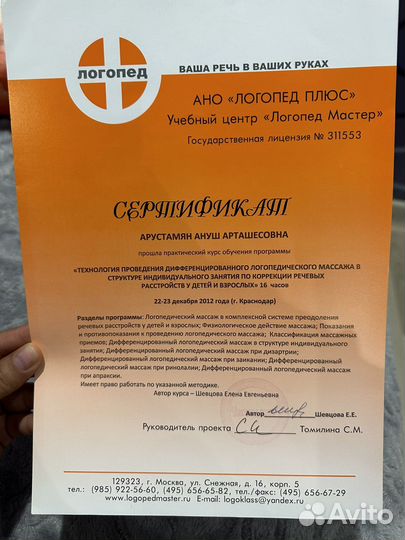 логопед
ВАША РЕЧЬ В ВАШИХ РУКАХ
АНО «ЛОГОПЕД ПЛЮС»
Учебный центр «Логопед Мастер»
Государственная лицензия № 311553
СЕРТИФИКАТ
АРУСТАМЯН АНУШ АРТАШЕСОВНА
прошла практический курс обучения программы
«ТЕХНОЛОГИЯ ПРОВЕДЕНИЯ ДИФФЕРЕНЦИРОВАННОГО ЛОГОПЕДИЧЕСКОГО МАССАЖА В
СТРУКТУРЕ ИНДИВИДУАЛЬНОГО ЗАНЯТИЯ ПО КОРРЕКЦИИ РЕЧЕВЫХ
РАССТРОЙСТВ У ДЕТЕЙ И ВЗРОСЛЫХ» 16 часов
22-23 декабря 2012 года (г. Краснодар)
Разделы программы: Логопедический массаж в комплексной системе преодоления
речевых расстройств у детей и взрослых; Физиологическое действие массажа; Показания
и противопоказания к проведению логопедического массажа; Классификация массажных
приемов; Дифференцированный логопедический массаж в структуре индивидуального
занятия; Дифференцированный логопедический массаж при дизартрии;
Дифференцированный логопедический массаж при заикании; Дифференцированный
логопедический массаж при ринолалии; Дифференцированный логопедический массаж
при апраксии.
Имеет право работать по указанной методике.
Автор курса – Шевцова Елена Евгеньевна
Автор Шевцова Е.Е.
Руководитель проекта Томилина С.М.
129323, г. Москва, ул. Снежная, д. 16, корп. 5
тел.: (985) 922-56-60, (495) 656-65-82, тел./факс: (495) 656-67-29
www.logopedmaster.ru E-mail: logoklass@yandex.ru
Avito